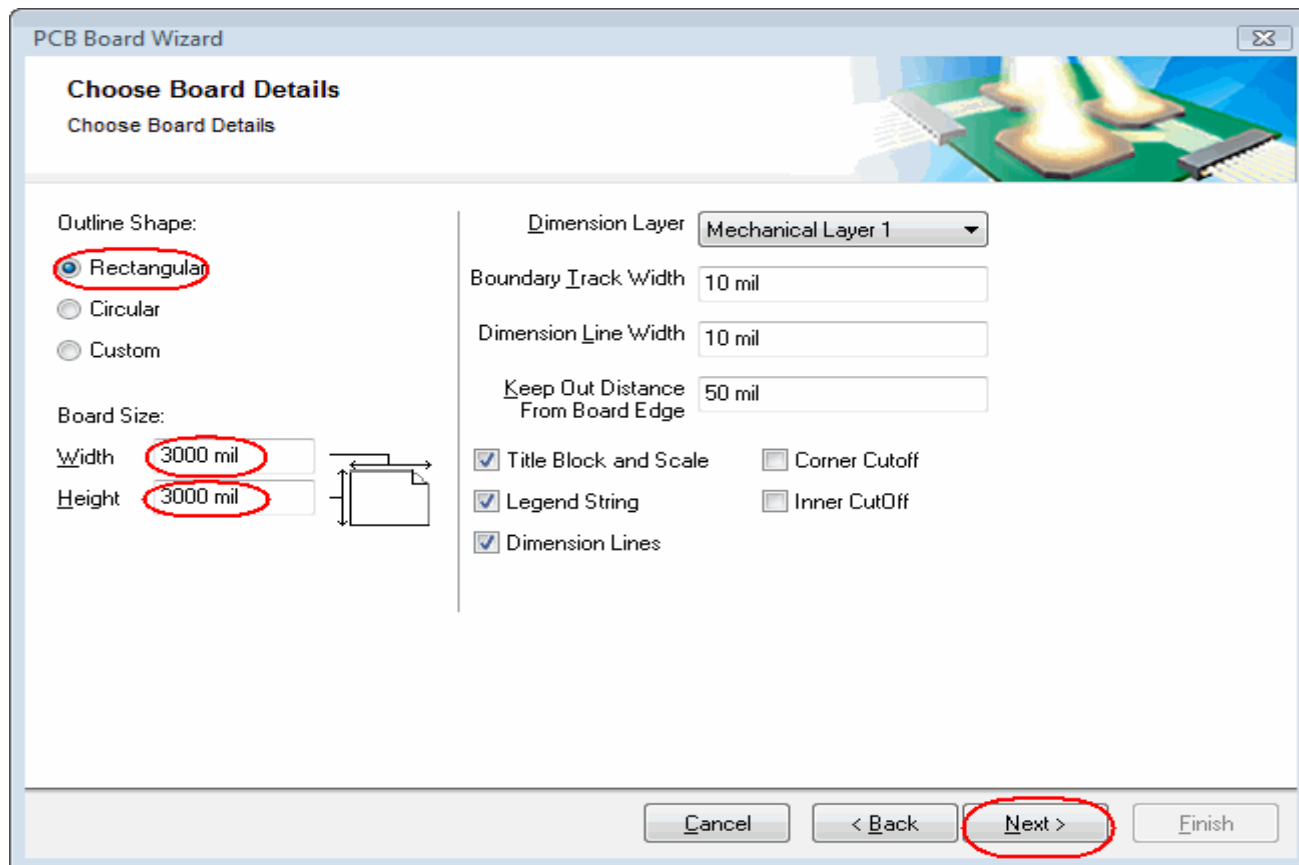 PCB Board Wizard
Choose Board Details
Choose Board Details
Outline Shape:
Rectangular
Circular
Custom
Board Size:
Width 3000 mil
Height 3000 mil
Dimension Layer Mechanical Layer 1
Boundary Track Width 10 mil
Dimension Line Width 10 mil
Keep Out Distance
From Board Edge 50 mil
Title Block and Scale Corner Cutoff
Legend String Inner CutOff
Dimension Lines
Cancel < Back Next > Finish